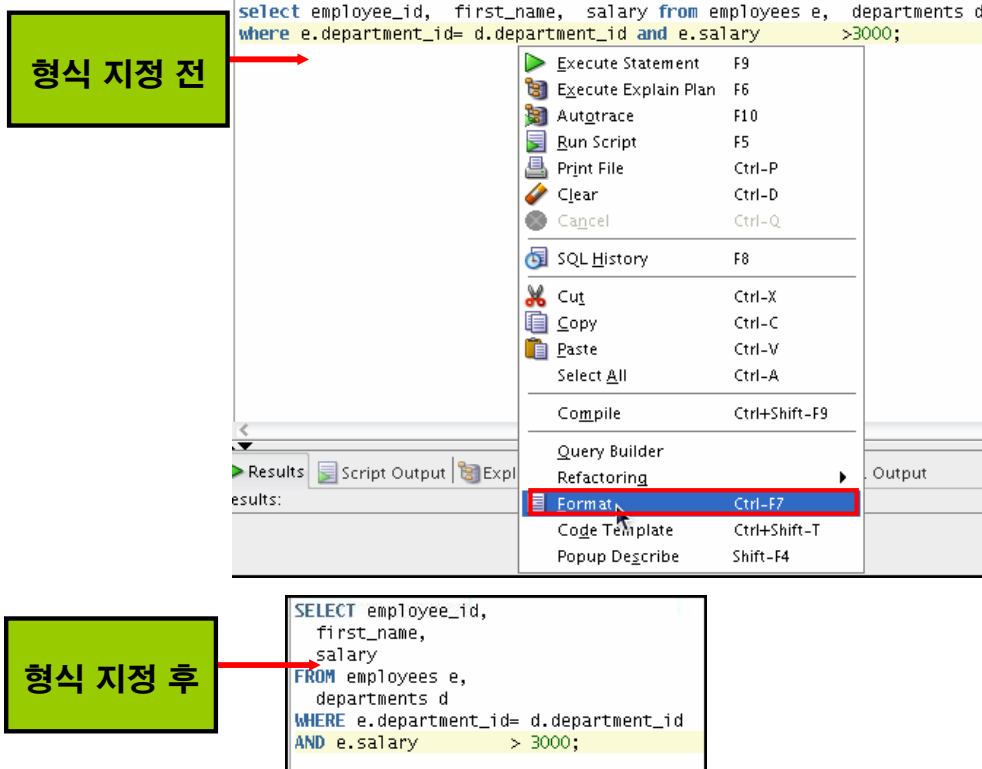 select employee_id, first_name, salary from employees e, departments d
where e.department_id= d.department_id and e.salary >3000;
형식 지정 전
Execute Statement F9
Execute Explain Plan F6
Autotrace F10
Run Script F5
Print File Ctrl-P
Clear Ctrl-D
Cancel Ctrl-Q
SQL History F8
Cut Ctrl-X
Copy Ctrl-C
Paste Ctrl-V
Select All Ctrl-A
Compile Ctrl+Shift-F9
Query Builder
Refactoring
Format Ctrl-F7
Code Template Ctrl+Shift-T
Popup Describe Shift-F4
Results Script Output Expl Output
esults:
형식 지정 후
SELECT employee_id,
first_name,
salary
FROM employees e,
departments d
WHERE e.department_id= d.department_id
AND e.salary > 3000;